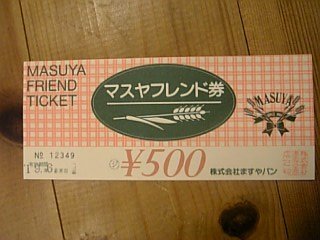 MASUYA
FRIEND
TICKET
マスヤフレンド券
MASUYA
№ 12349
¥500
株式会社ますやパン